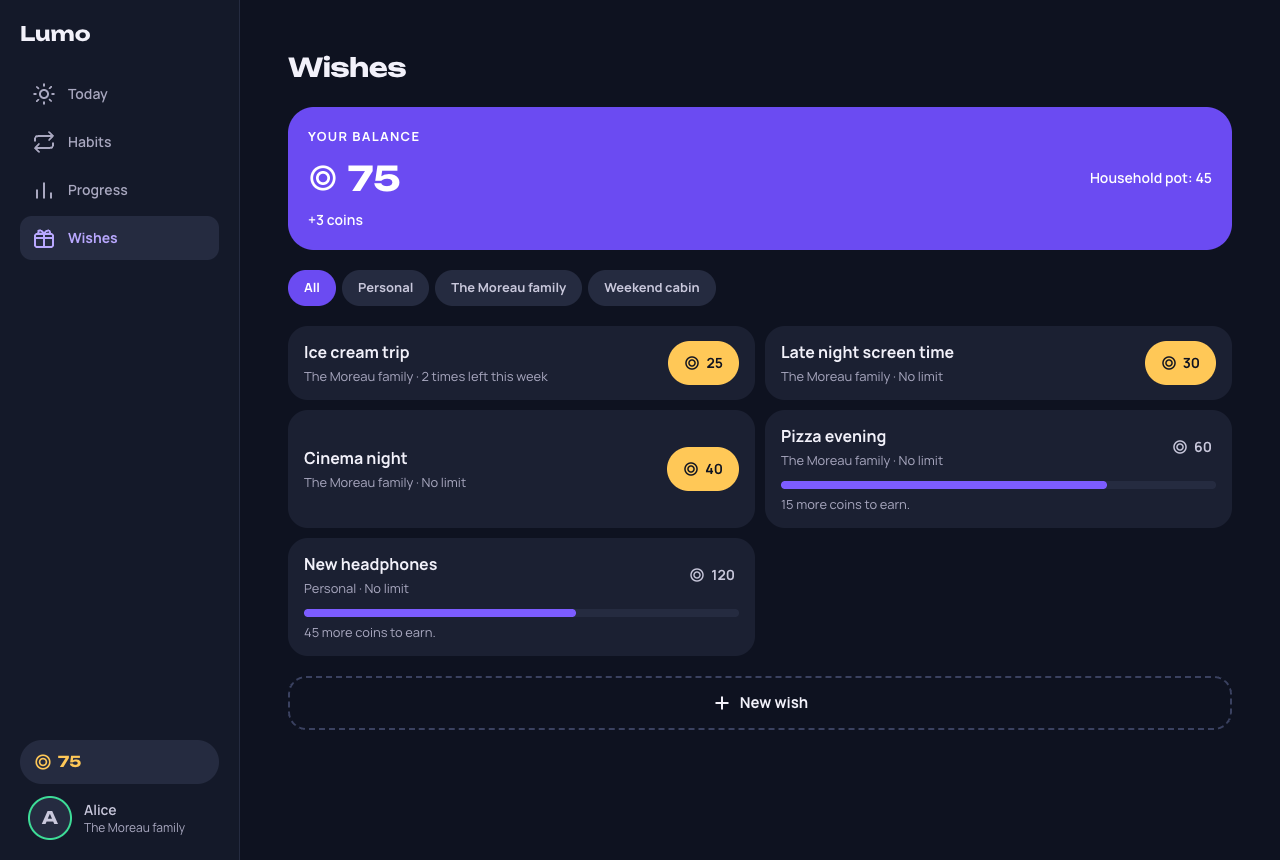 Lumo
Today
Habits
Progress
Wishes
75
A
Alice
The Moreau family
Wishes
YOUR BALANCE
75
Household pot: 45
+3 coins
All
Personal
The Moreau family
Weekend cabin
Ice cream trip
The Moreau family · 2 times left this week
25
Late night screen time
The Moreau family · No limit
30
Cinema night
The Moreau family · No limit
40
Pizza evening
The Moreau family · No limit
60
15 more coins to earn.
New headphones
Personal · No limit
120
45 more coins to earn.
New wish